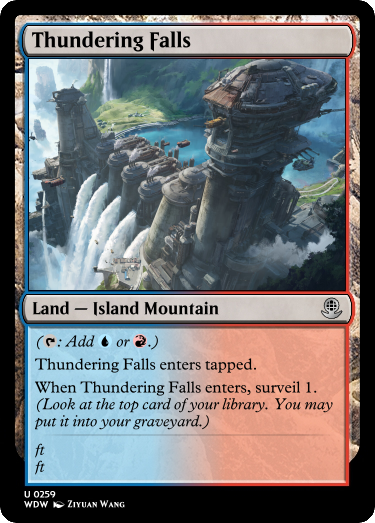 Thundering Falls
Land — Island Mountain
(: Add or .)
Thundering Falls enters tapped.
When Thundering Falls enters, surveil 1.
(Look at the top card of your library. You may
put it into your graveyard.)
ft
ft
U 0259
WDW Ziyuan Wang